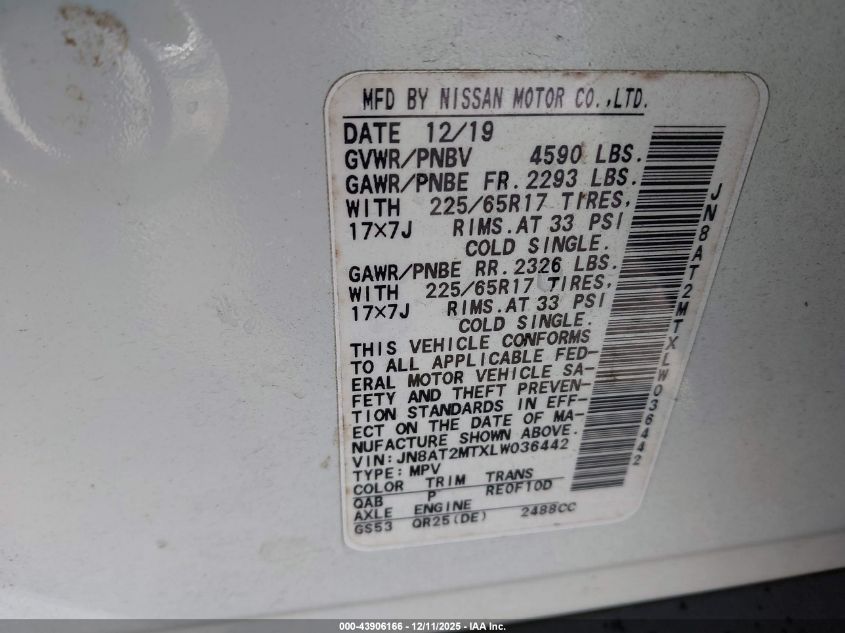 MFD BY NISSAN MOTOR CO.,LTD.
DATE 12/19
GVWR/PNBV 4590 LBS.
GAWR/PNBE FR. 2293 LBS.
WITH 225/65R17 TIRES,
17×7J RIMS.AT 33 PSI
COLD SINGLE.
GAWR/PNBE RR. 2326 LBS.
WITH 225/65R17 TIRES,
17×7J RIMS.AT 33 PSI
COLD SINGLE.
THIS VEHICLE CONFORMS
TO ALL APPLICABLE FED-
ERAL MOTOR VEHICLE SA-
FETY AND THEFT PREVEN-
TION STANDARDS IN EFF-
ECT ON THE DATE OF MA-
NUFACTURE SHOWN ABOVE.
VIN: JN8AT2MTXLW036442
TYPE: MPV
COLOR TRIM TRANS
QAB P RE0F10D
AXLE ENGINE
GS53 QR25(DE) 2488CC
JN8AT2MTXLW036442
000-43906166 - 12/11/2025 - IAA Inc.